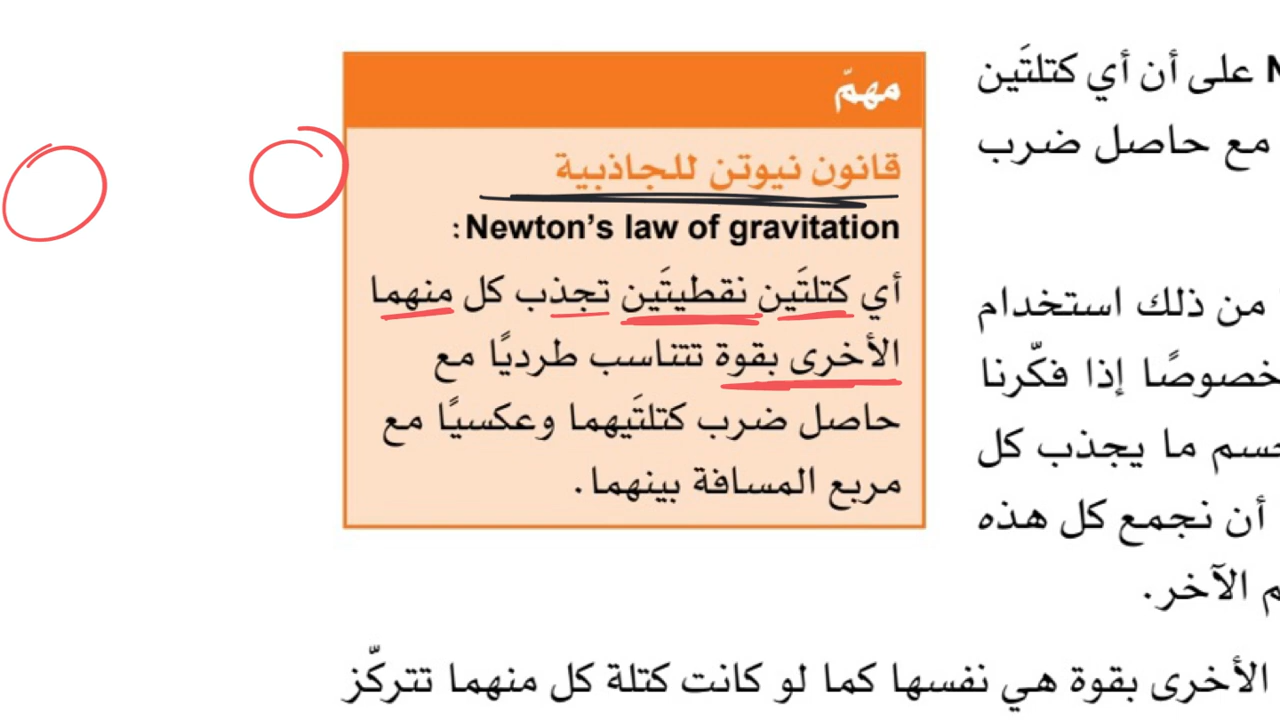 مهمّ
قانون نيوتن للجاذبية
Newton's law of gravitation:
أي كتلتَين نقطيتَين تجذب كل منهما
الأخرى بقوة تتناسب طرديًا مع
حاصل ضرب كتلتَيهما وعكسيًا مع
مربع المسافة بينهما.
على أن أي كتلتَين
مع حاصل ضرب
من ذلك استخدام
خصوصًا إذا فكّرنا
ما يجذب كل
أن نجمع كل هذه
الآخر.
الأخرى بقوة هي نفسها كما لو كانت كتلة كل منهما تتركّز